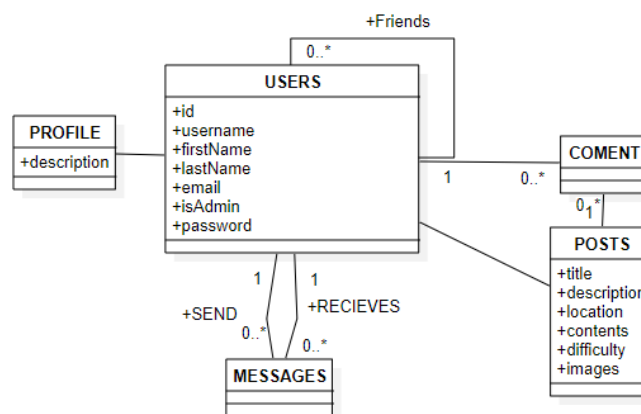 +Friends
0..*
USERS
+id
+username
+firstName
+lastName
+email
+isAdmin
+password
PROFILE
+description
1
0..*
COMENT
0..*
1
POSTS
+title
+description
+location
+contents
+difficulty
+images
1
1
+SEND
+RECIEVES
0..*
0..*
MESSAGES